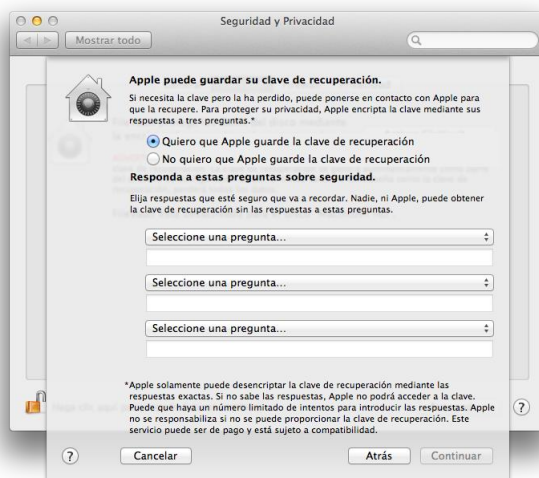 Seguridad y Privacidad
Mostrar todo
Apple puede guardar su clave de recuperación.
Si necesita la clave pero la ha perdido, puede ponerse en contacto con Apple para
que la recupere. Para proteger su privacidad, Apple encripta la clave mediante sus
respuestas a tres preguntas.*
Quiero que Apple guarde la clave de recuperación
No quiero que Apple guarde la clave de recuperación
Responda a estas preguntas sobre seguridad.
Elija respuestas que esté seguro que va a recordar. Nadie, ni Apple, puede obtener
la clave de recuperación sin las respuestas a estas preguntas.
Seleccione una pregunta...
Seleccione una pregunta...
Seleccione una pregunta...
*Apple solamente puede desencriptar la clave de recuperación mediante las
respuestas exactas. Si no sabe las respuestas, Apple no podrá acceder a la clave.
Puede que haya un número limitado de intentos para introducir las respuestas. Apple
no se responsabiliza si no se puede proporcionar la clave de recuperación. Este
servicio puede ser de pago y está sujeto a compatibilidad.
?
?
Cancelar
Atrás
Continuar